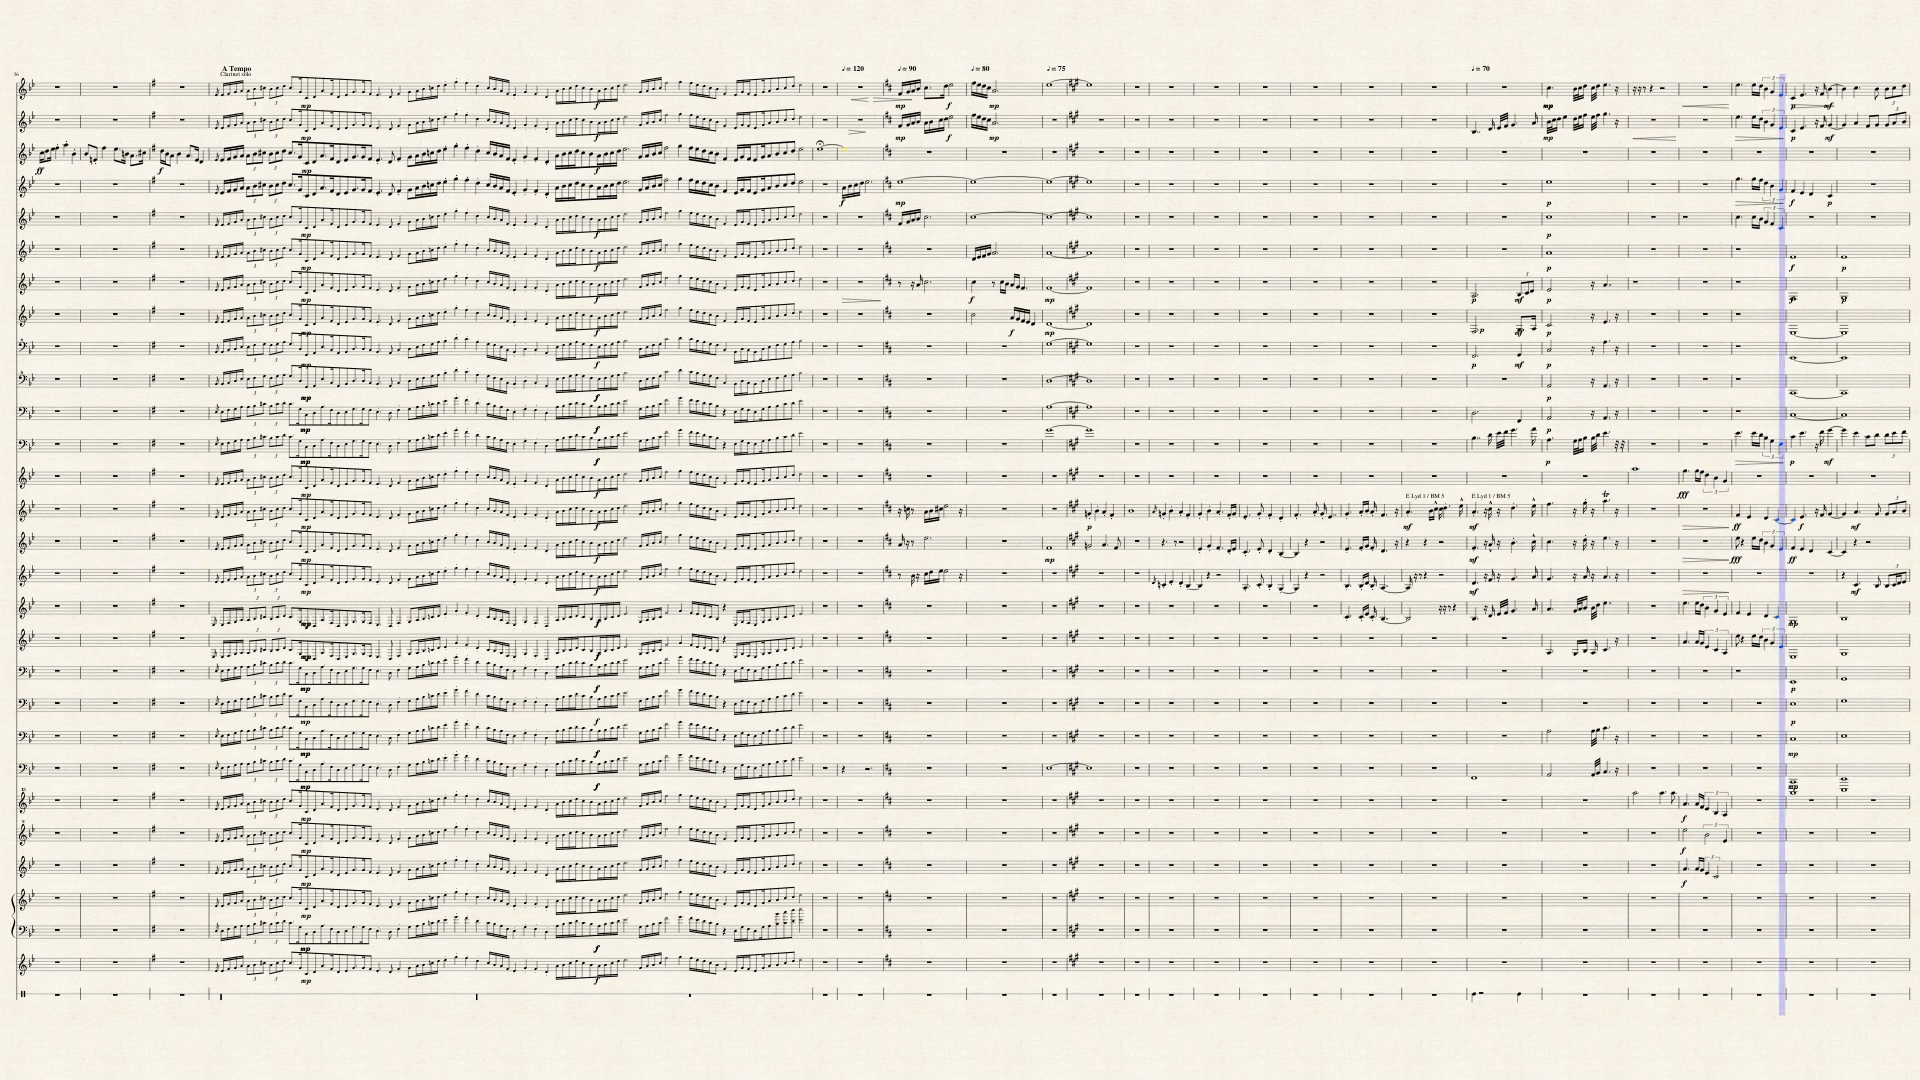 A Tempo
Clarinet solo
♩ = 120
♩ = 90
♩ = 80
♩ = 75
♩ = 70
E Lyd 1 / BM 5
E Lyd 1 / BM 5